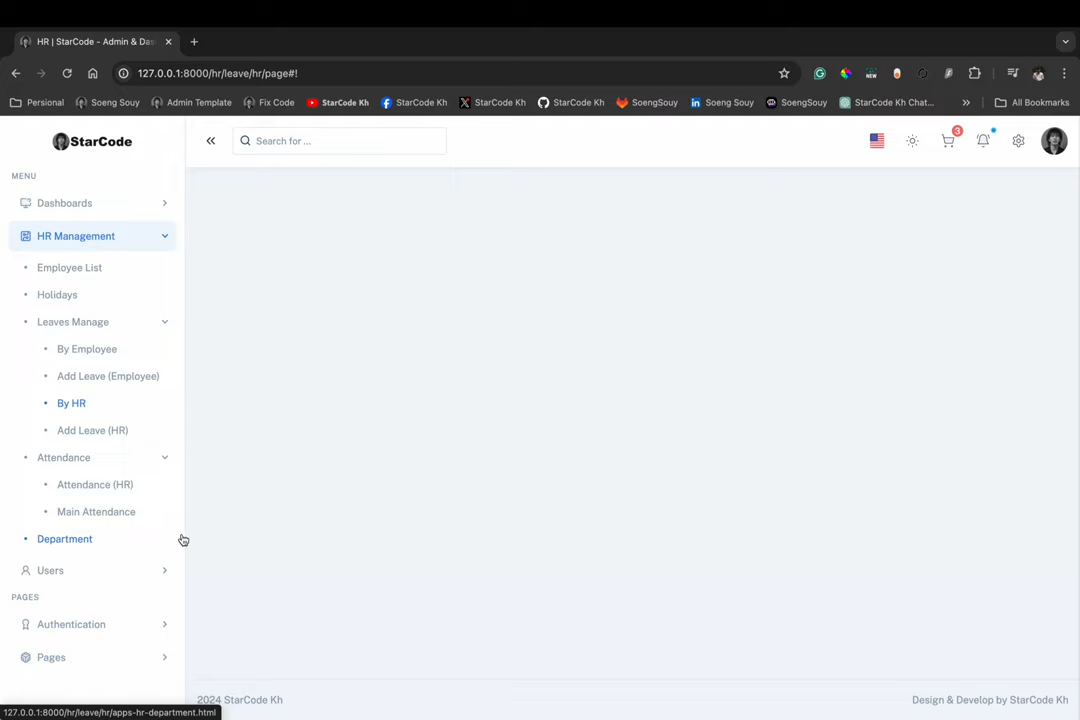 HR | StarCode - Admin & Das
127.0.0.1:8000/hr/leave/hr/page#!
Personal
Soeng Souy
Admin Template
Fix Code
StarCode Kh
StarCode Kh
StarCode Kh
StarCode Kh
SoengSouy
Soeng Souy
SoengSouy
StarCode Kh Chat...
All Bookmarks
StarCode
Search for ...
3
MENU
Dashboards
HR Management
Employee List
Holidays
Leaves Manage
By Employee
Add Leave (Employee)
By HR
Add Leave (HR)
Attendance
Attendance (HR)
Main Attendance
Department
Users
PAGES
Authentication
Pages
2024 StarCode Kh
Design & Develop by StarCode Kh
127.0.0.1:8000/hr/leave/hr/apps-hr-department.html